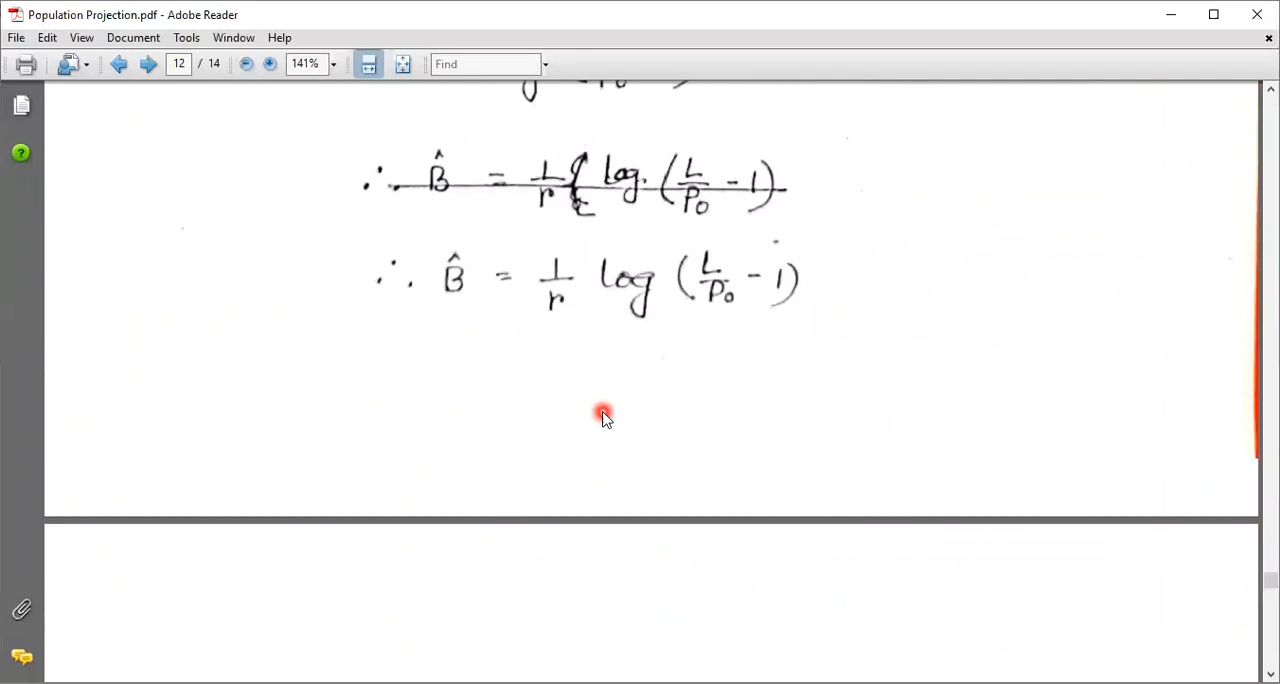 Population Projection.pdf - Adobe Reader
File Edit View Document Tools Window Help
12 / 14 141% Find
∴ B̂ = 1/r log (L/P₀ - 1)
∴ B̂ = 1/r log (L/P₀ - 1)